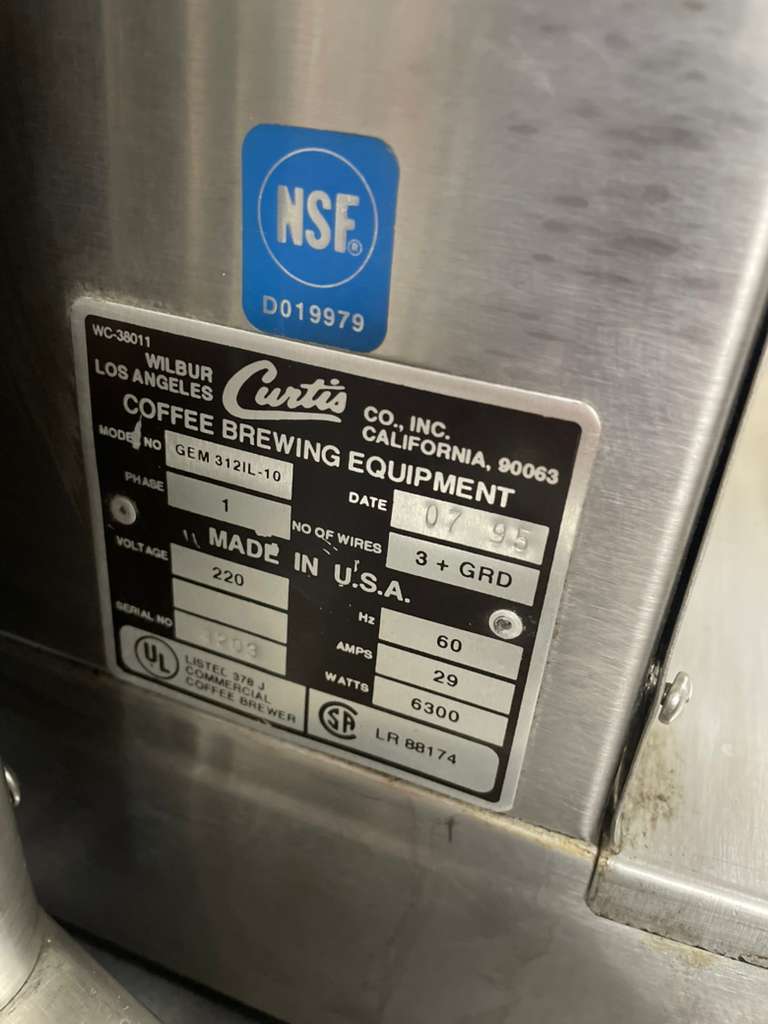 NSF®
D019979
WC-38011
WILBUR Curtis CO., INC.
LOS ANGELES CALIFORNIA, 90063
COFFEE BREWING EQUIPMENT
MODEL NO GEM 312IL-10
DATE 07 95
PHASE 1
NO OF WIRES 3 + GRD
MADE IN U.S.A.
VOLTAGE 220
Hz 60
AMPS 29
SERIAL NO
WATTS 6300
UL
LISTED 378 J
COMMERCIAL
COFFEE BREWER
SA LR 88174